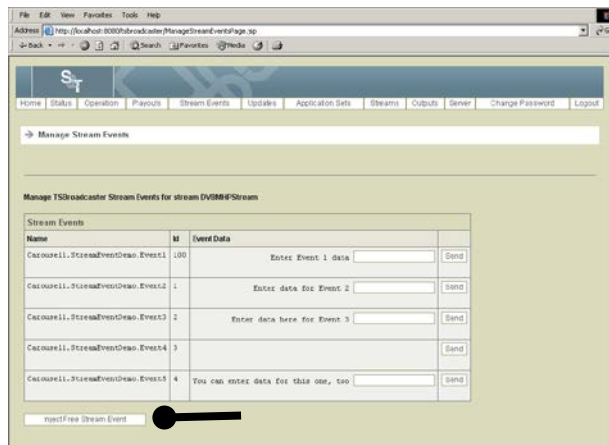 File Edit View Favorites Tools Help
Address http://localhost:8080/tsbroadcaster/ManageStreamEventsPage.jsp
Back Search Favorites Media
S&T
Home Status Operation Playouts Stream Events Updates Application Sets Streams Outputs Server Change Password Logout
Manage Stream Events
Manage TSBroadcaster Stream Events for stream DVBMHPStream
Stream Events
Name Id Event Data
Carousel1.StreamEventDemo.Event1 100 Enter Event 1 data Send
Carousel1.StreamEventDemo.Event2 1 Enter data for Event 2 Send
Carousel1.StreamEventDemo.Event3 2 Enter data here for Event 3 Send
Carousel1.StreamEventDemo.Event4 3 Send
Carousel1.StreamEventDemo.Event5 4 You can enter data for this one, too Send
Inject Free Stream Event